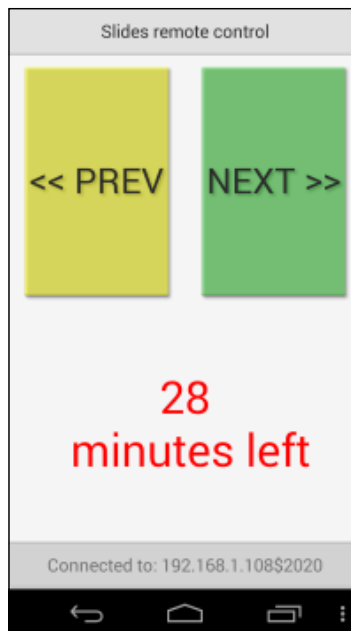 Slides remote control
<< PREV
NEXT >>
28
minutes left
Connected to: 192.168.1.108$2020